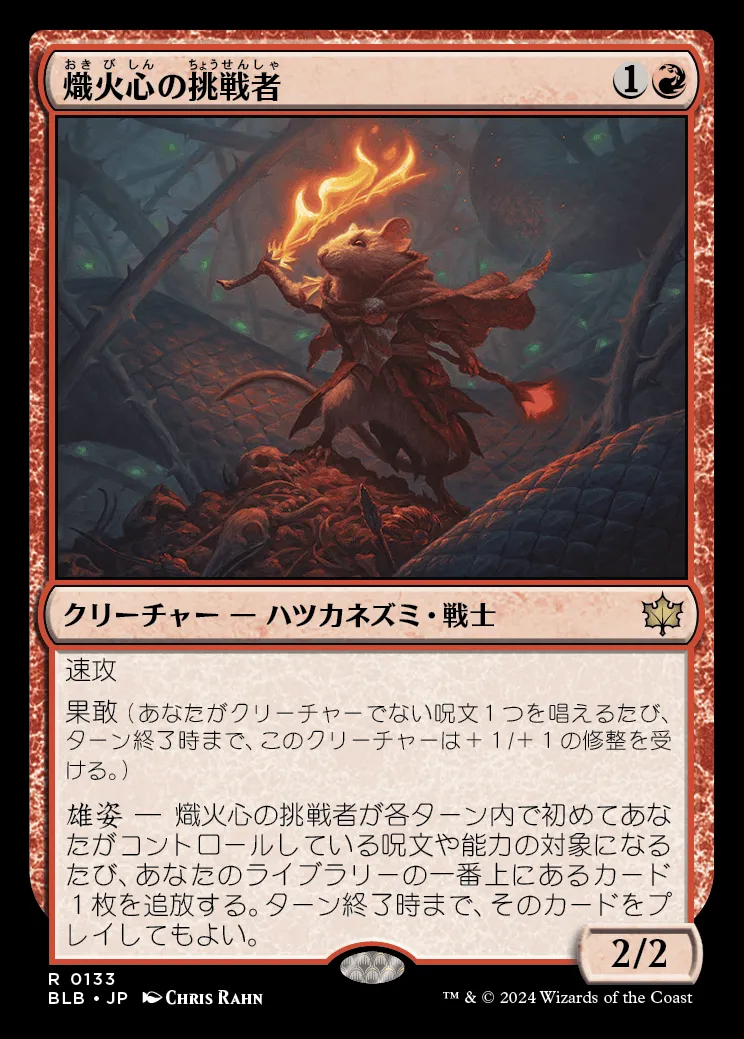 おきびしん ちょうせんしゃ
熾火心の挑戦者 1
クリーチャー — ハツカネズミ・戦士
速攻
果敢（あなたがクリーチャーでない呪文１つを唱えるたび、
ターン終了時まで、このクリーチャーは＋１/＋１の修整を受
ける。）
雄姿 — 熾火心の挑戦者が各ターン内で初めてあな
たがコントロールしている呪文や能力の対象になる
たび、あなたのライブラリーの一番上にあるカード
１枚を追放する。ターン終了時まで、そのカードをプ
レイしてもよい。
2/2
R 0133
BLB • JP Chris Rahn
™ & © 2024 Wizards of the Coast